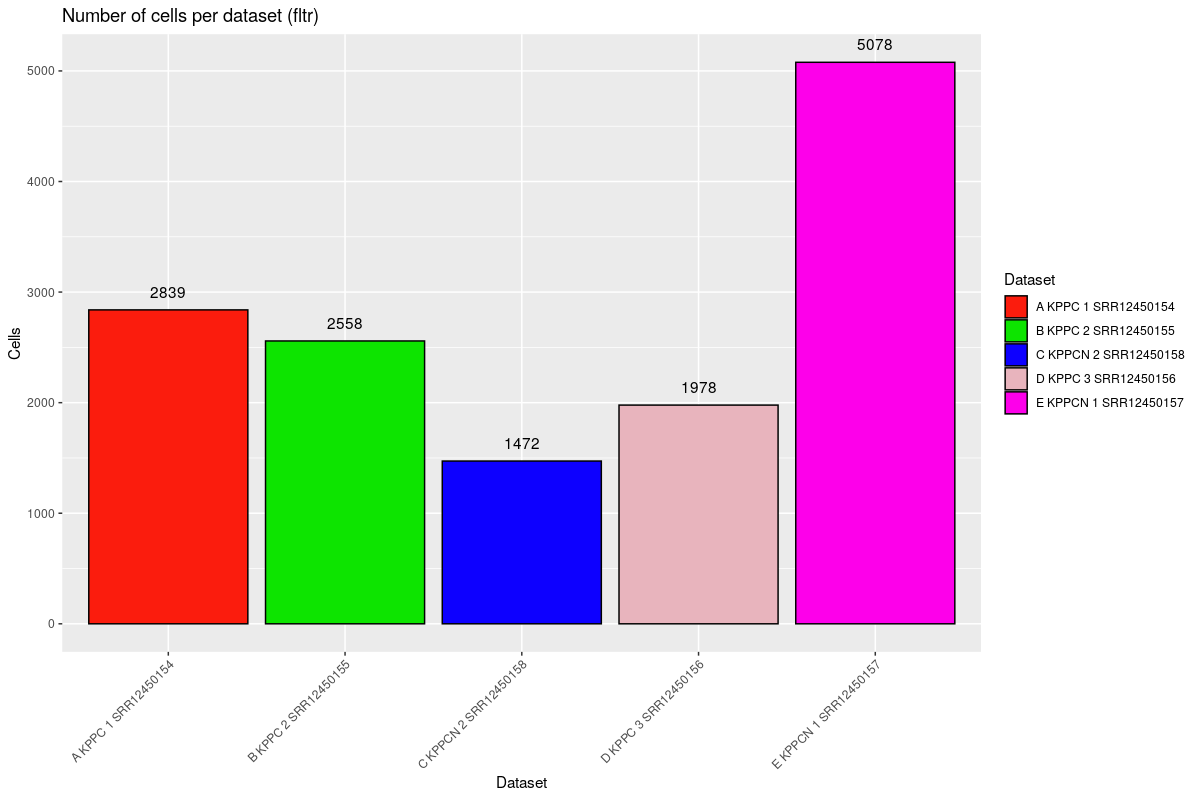 Number of cells per dataset (fltr)
5078
5000
4000
3000
2839
2558
2000
1978
1472
1000
0
Cells
A KPPC 1 SRR12450154
B KPPC 2 SRR12450155
C KPPCN 2 SRR12450158
D KPPC 3 SRR12450156
E KPPCN 1 SRR12450157
Dataset
Dataset
A KPPC 1 SRR12450154
B KPPC 2 SRR12450155
C KPPCN 2 SRR12450158
D KPPC 3 SRR12450156
E KPPCN 1 SRR12450157